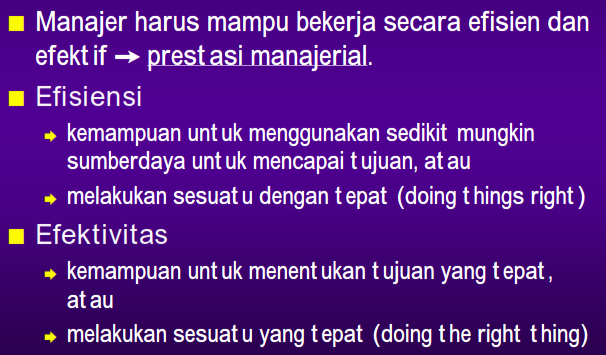 Manajer harus mampu bekerja secara efisien dan
efektif → prestasi manajerial.
Efisiensi
kemampuan untuk menggunakan sedikit mungkin
sumberdaya untuk mencapai tujuan, atau
melakukan sesuatu dengan tepat (doing things right)
Efektivitas
kemampuan untuk menentukan tujuan yang tepat,
atau
melakukan sesuatu yang tepat (doing the right thing)